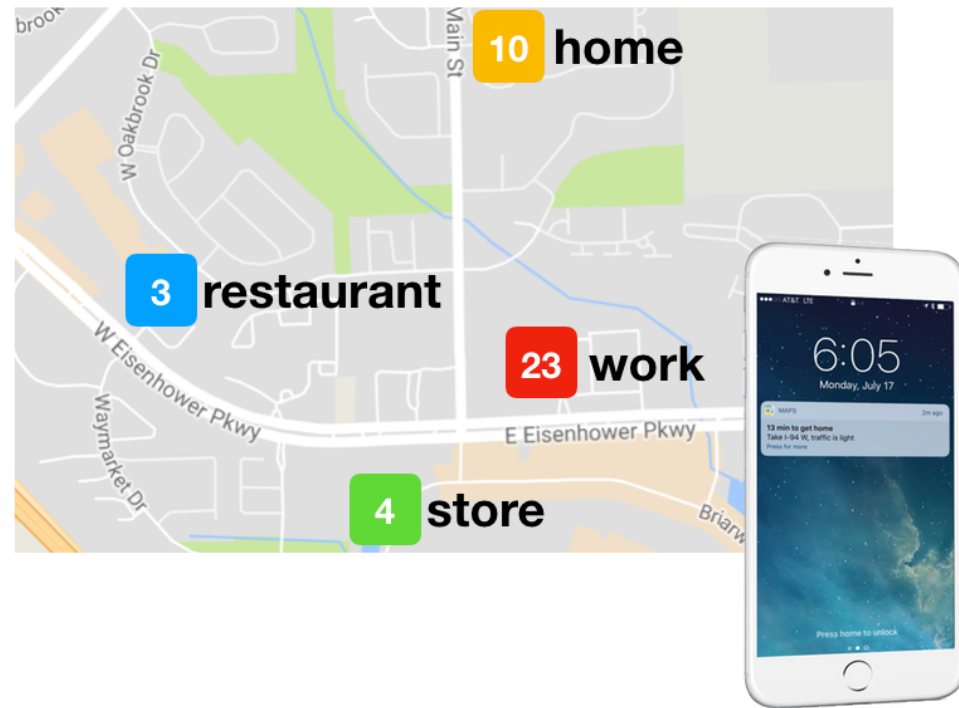 brook
Main St
10 home
W Oakbrook Dr
3 restaurant
23 work
W Eisenhower Pkwy
E Eisenhower Pkwy
Waymarket Dr
4 store
Briarw
AT&T LTE
6:05
Monday, July 17
MAPS
2m ago
13 min to get home
Take I-94 W, traffic is light
Press for more
Press home to unlock